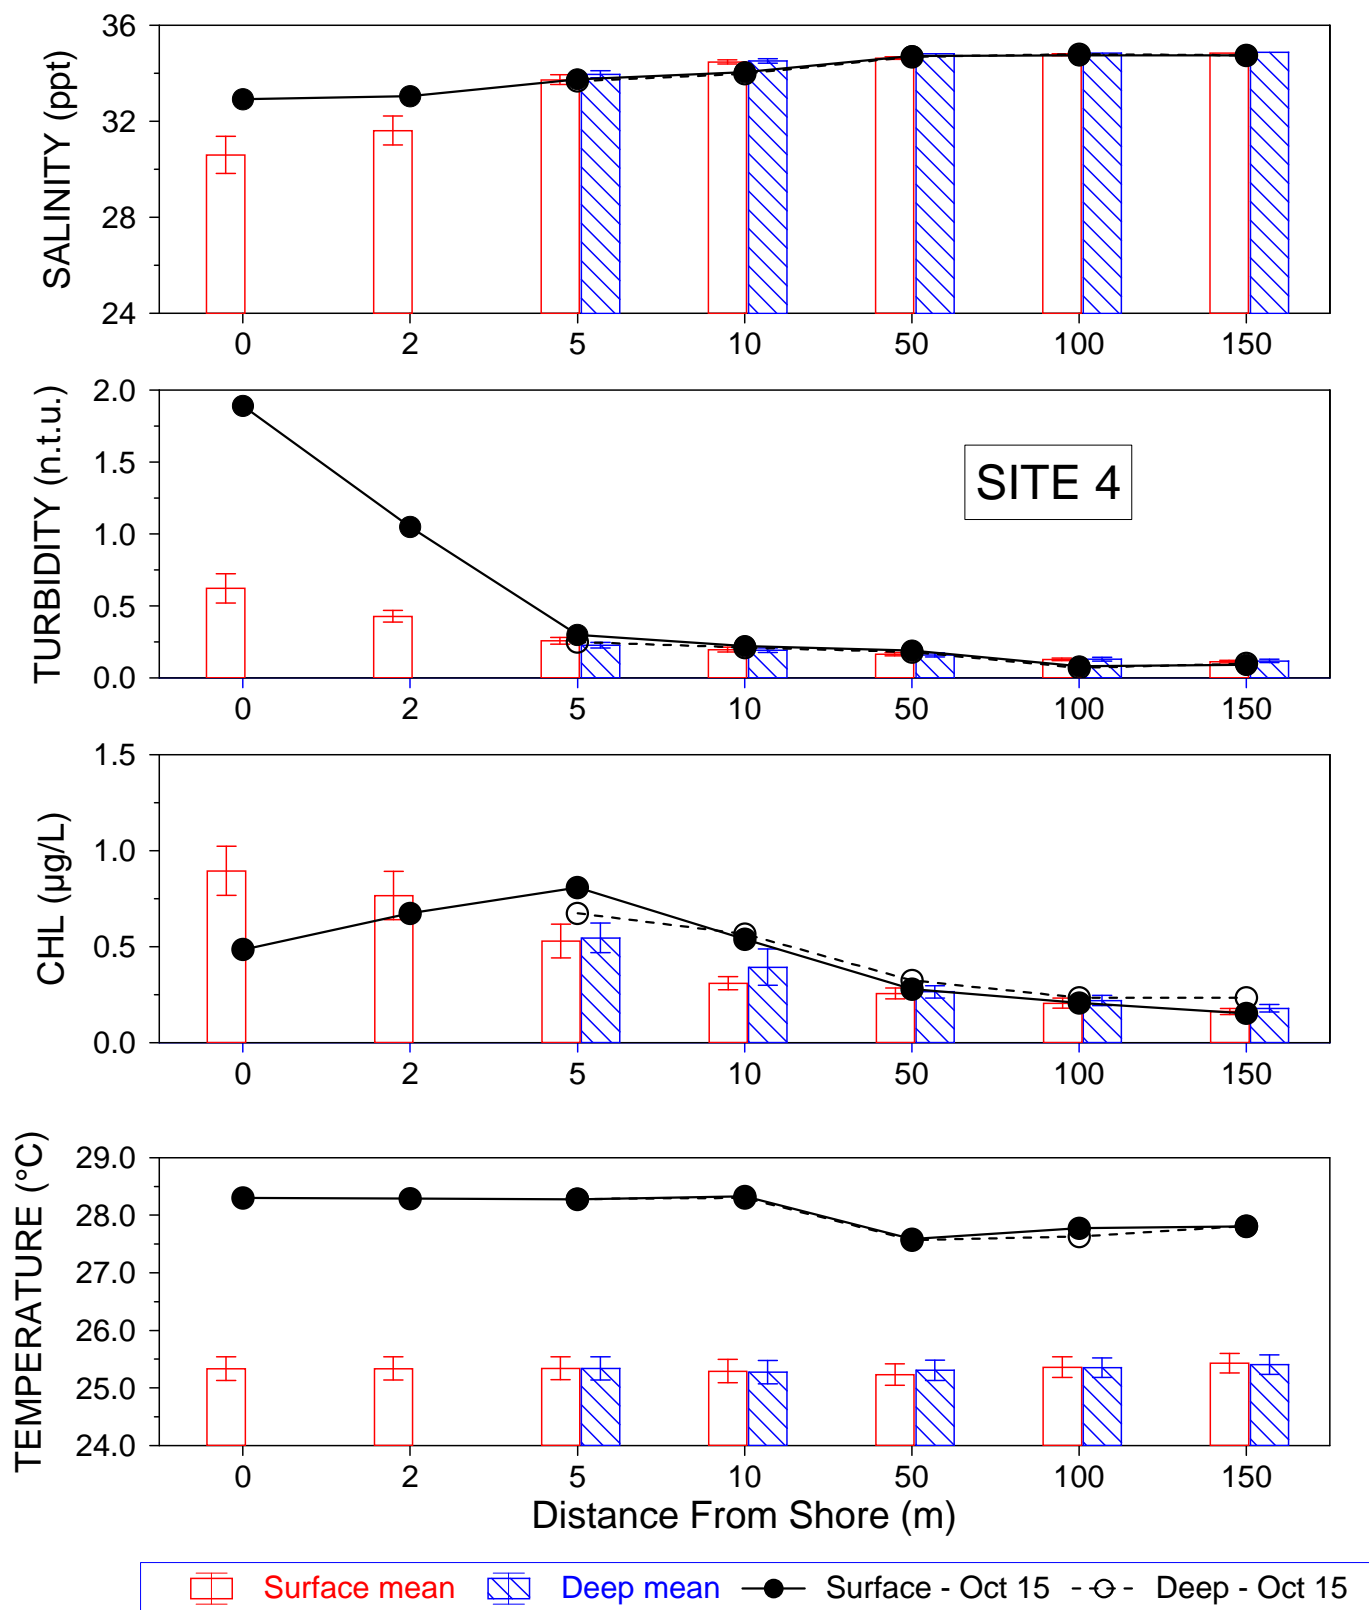 SALINITY (ppt)
36
32
28
24
0 2 5 10 50 100 150
TURBIDITY (n.t.u.)
2.0
1.5
1.0
0.5
0.0
SITE 4
0 2 5 10 50 100 150
CHL (µg/L)
1.5
1.0
0.5
0.0
0 2 5 10 50 100 150
TEMPERATURE (°C)
29.0
28.0
27.0
26.0
25.0
24.0
0 2 5 10 50 100 150
Distance From Shore (m)
Surface mean Deep mean Surface - Oct 15 Deep - Oct 15